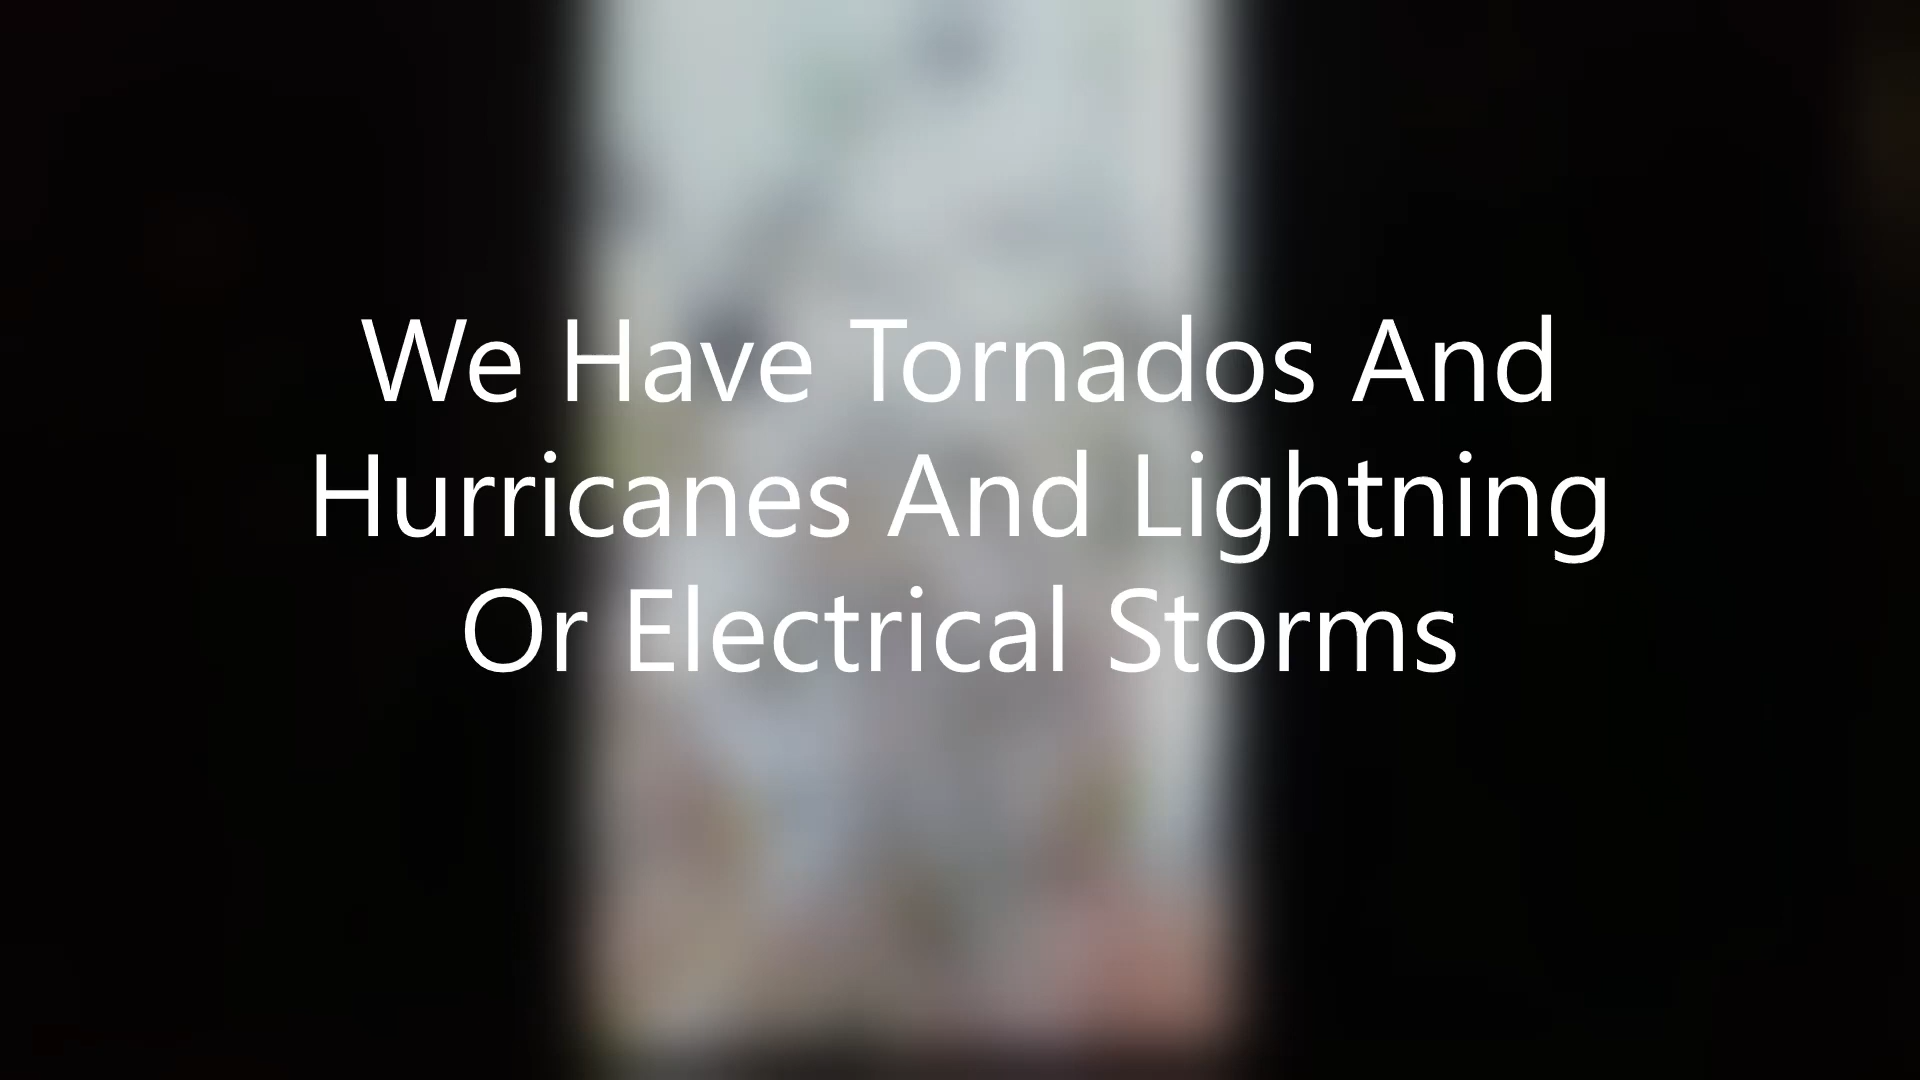 We Have Tornados And
Hurricanes And Lightning
Or Electrical Storms